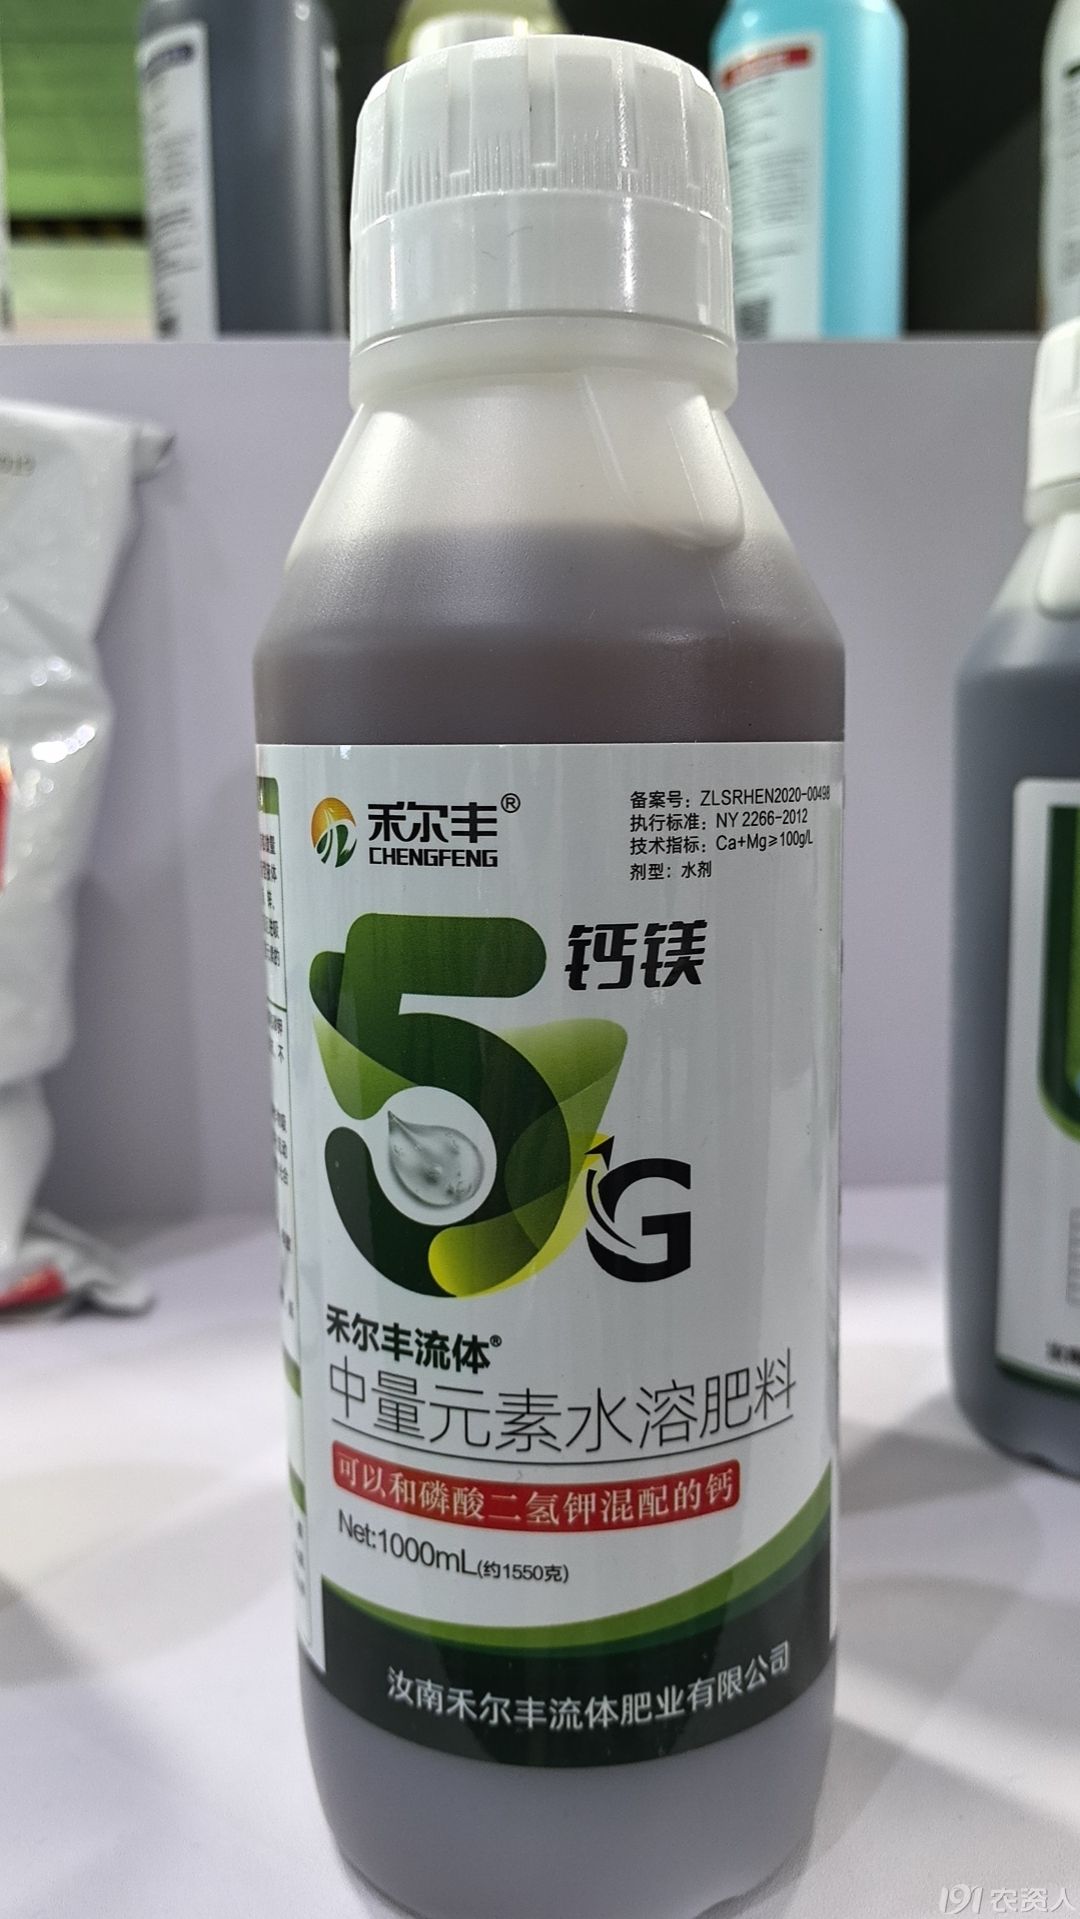 禾尔丰®
CHENGFENG
备案号：ZLSRHEN2020-00498
执行标准：NY 2266-2012
技术指标：Ca+Mg≥100g/L
剂型：水剂
钙镁
5G
禾尔丰流体®
中量元素水溶肥料
可以和磷酸二氢钾混配的钙
Net:1000mL(约1550克)
汝南禾尔丰流体肥业有限公司
191农资人